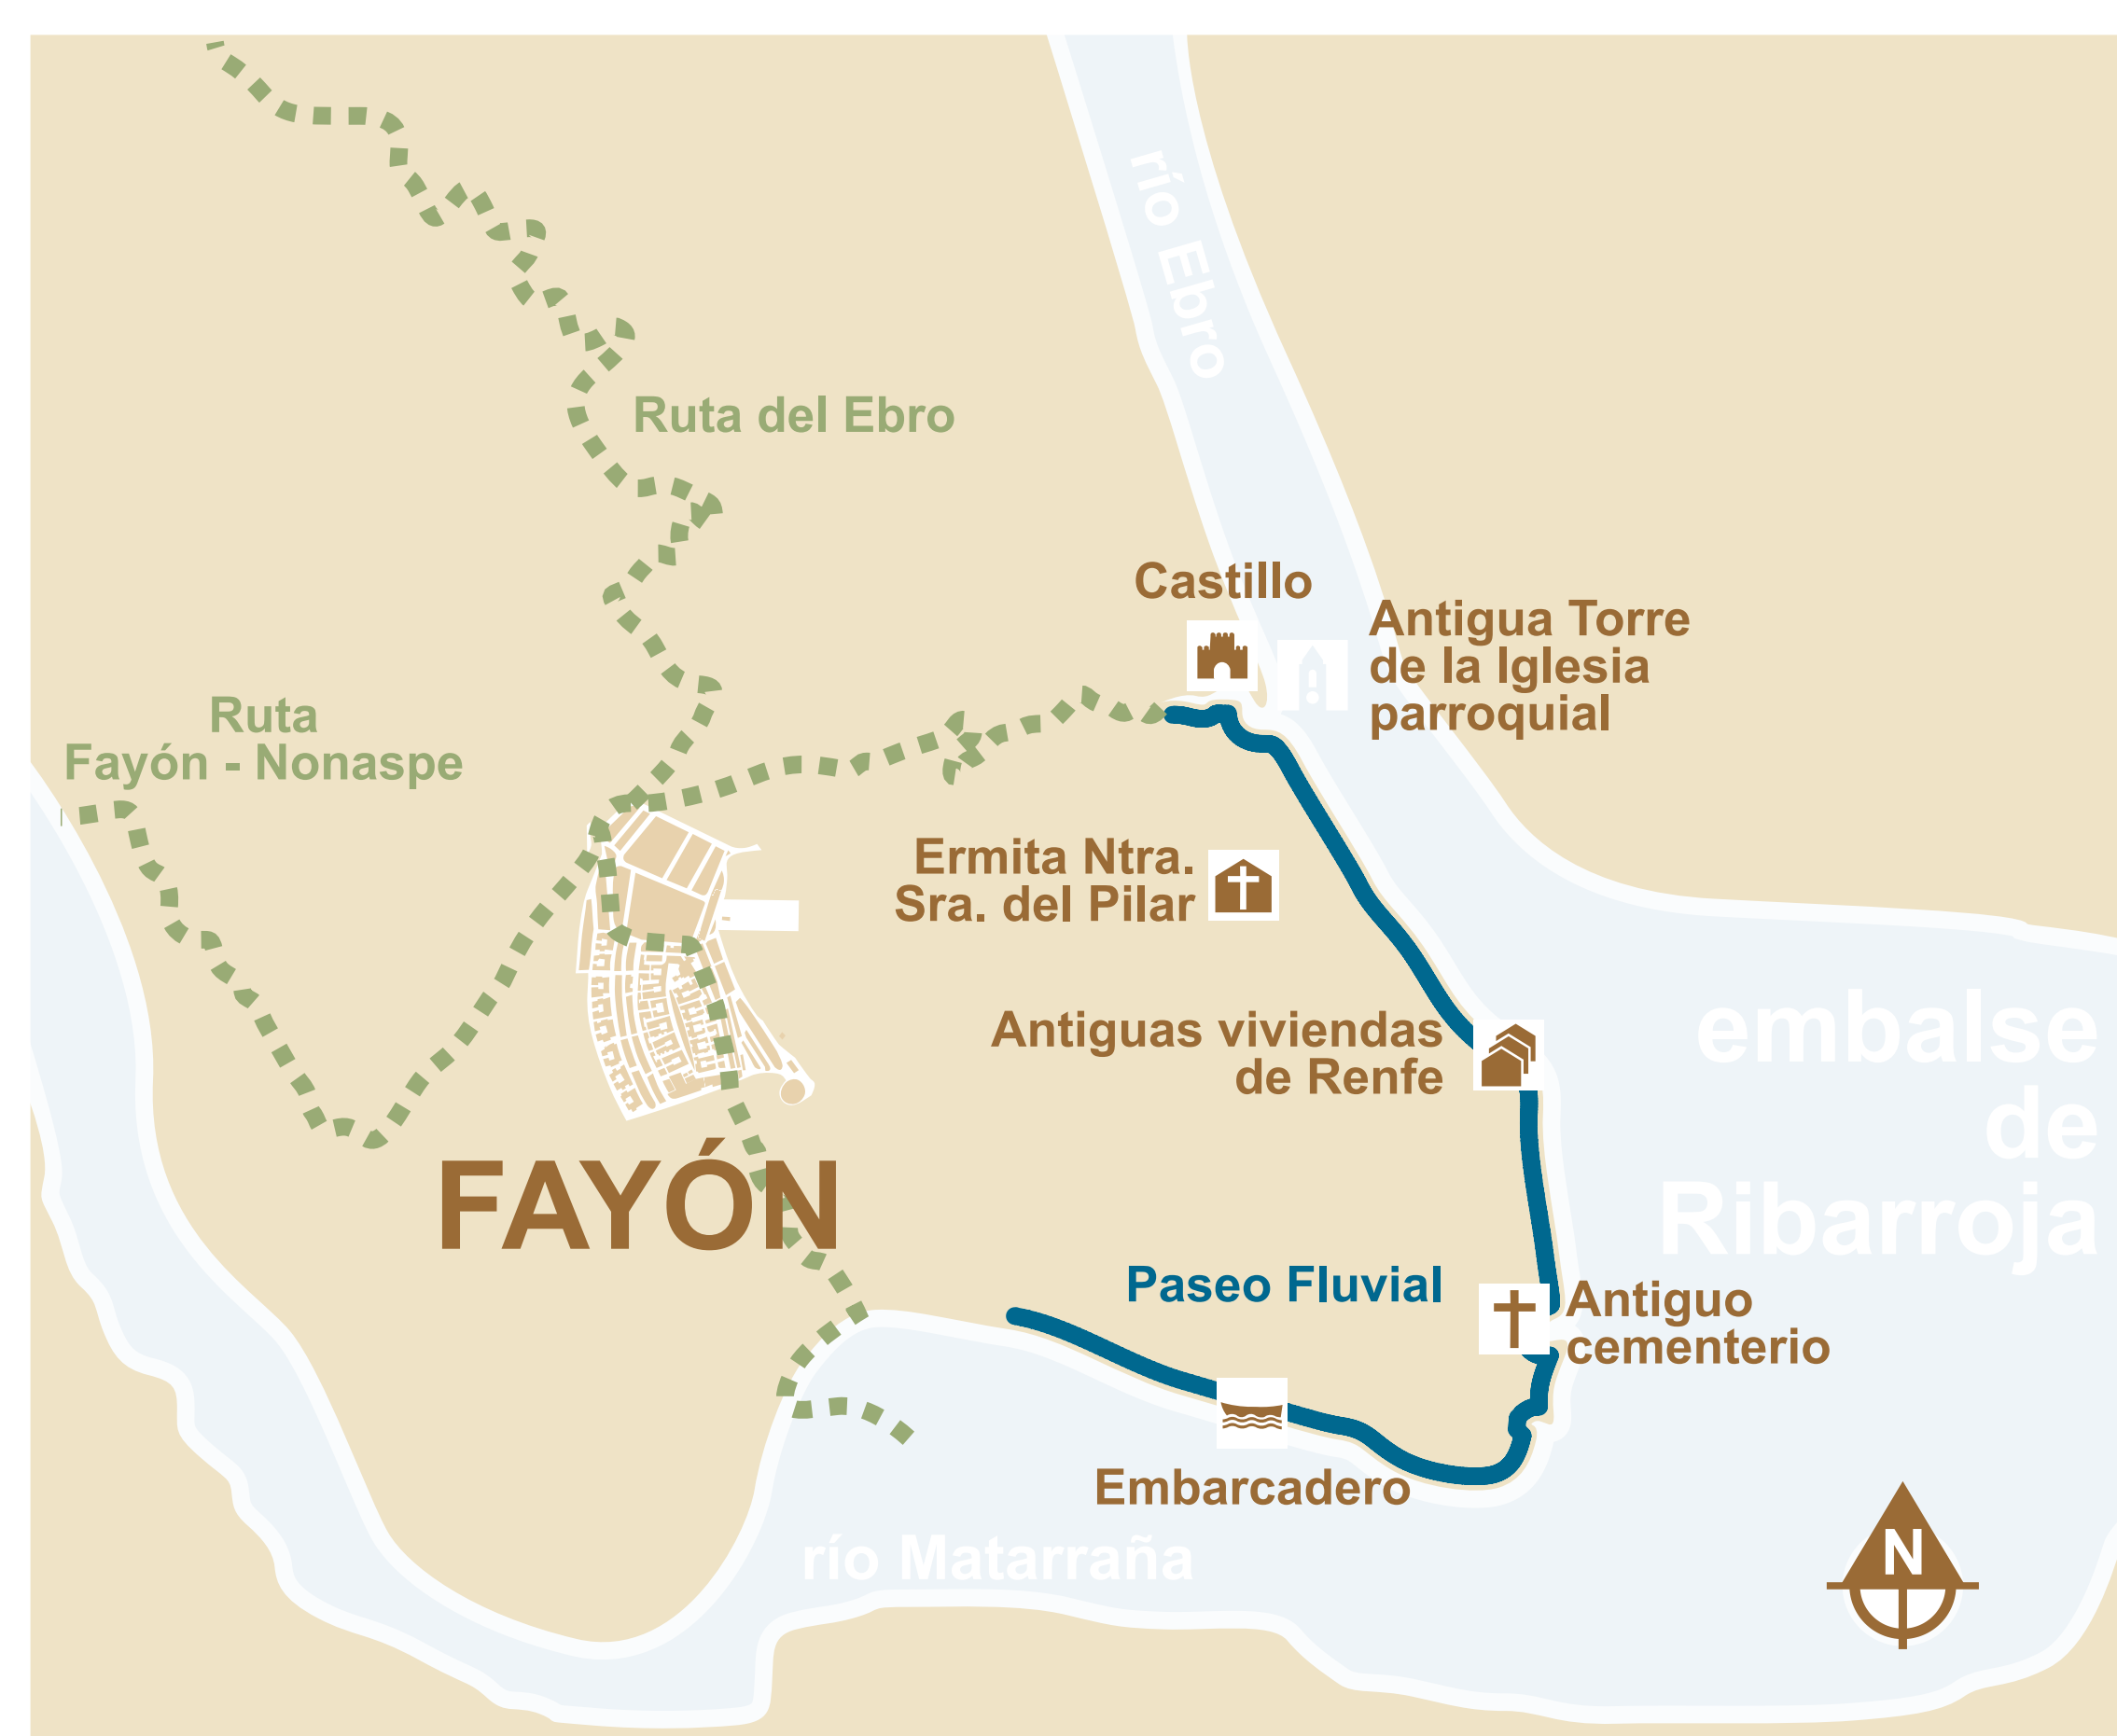 río Ebro
Ruta del Ebro
Castillo
Antigua Torre
de la Iglesia
parroquial
Ruta
Fayón - Nonaspe
Ermita Ntra.
Sra. del Pilar
Antiguas viviendas
de Renfe
embalse
de
Ribarroja
FAYÓN
Paseo Fluvial
Antiguo
cementerio
Embarcadero
río Matarraña
N